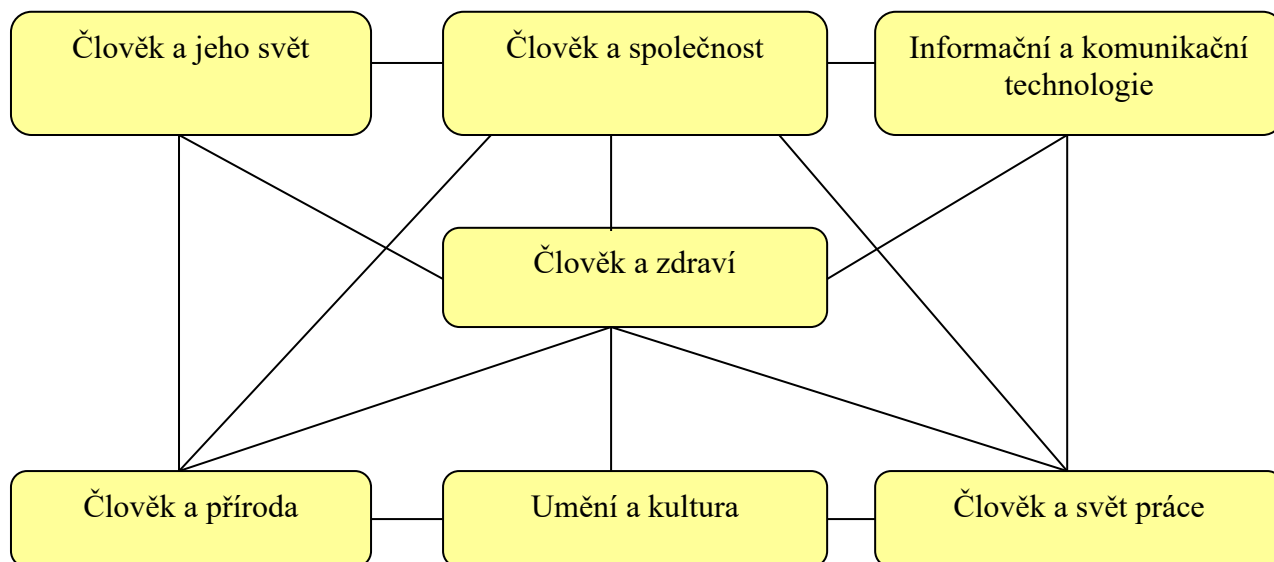 Člověk a jeho svět
Člověk a společnost
Informační a komunikační
technologie
Člověk a zdraví
Člověk a příroda
Umění a kultura
Člověk a svět práce